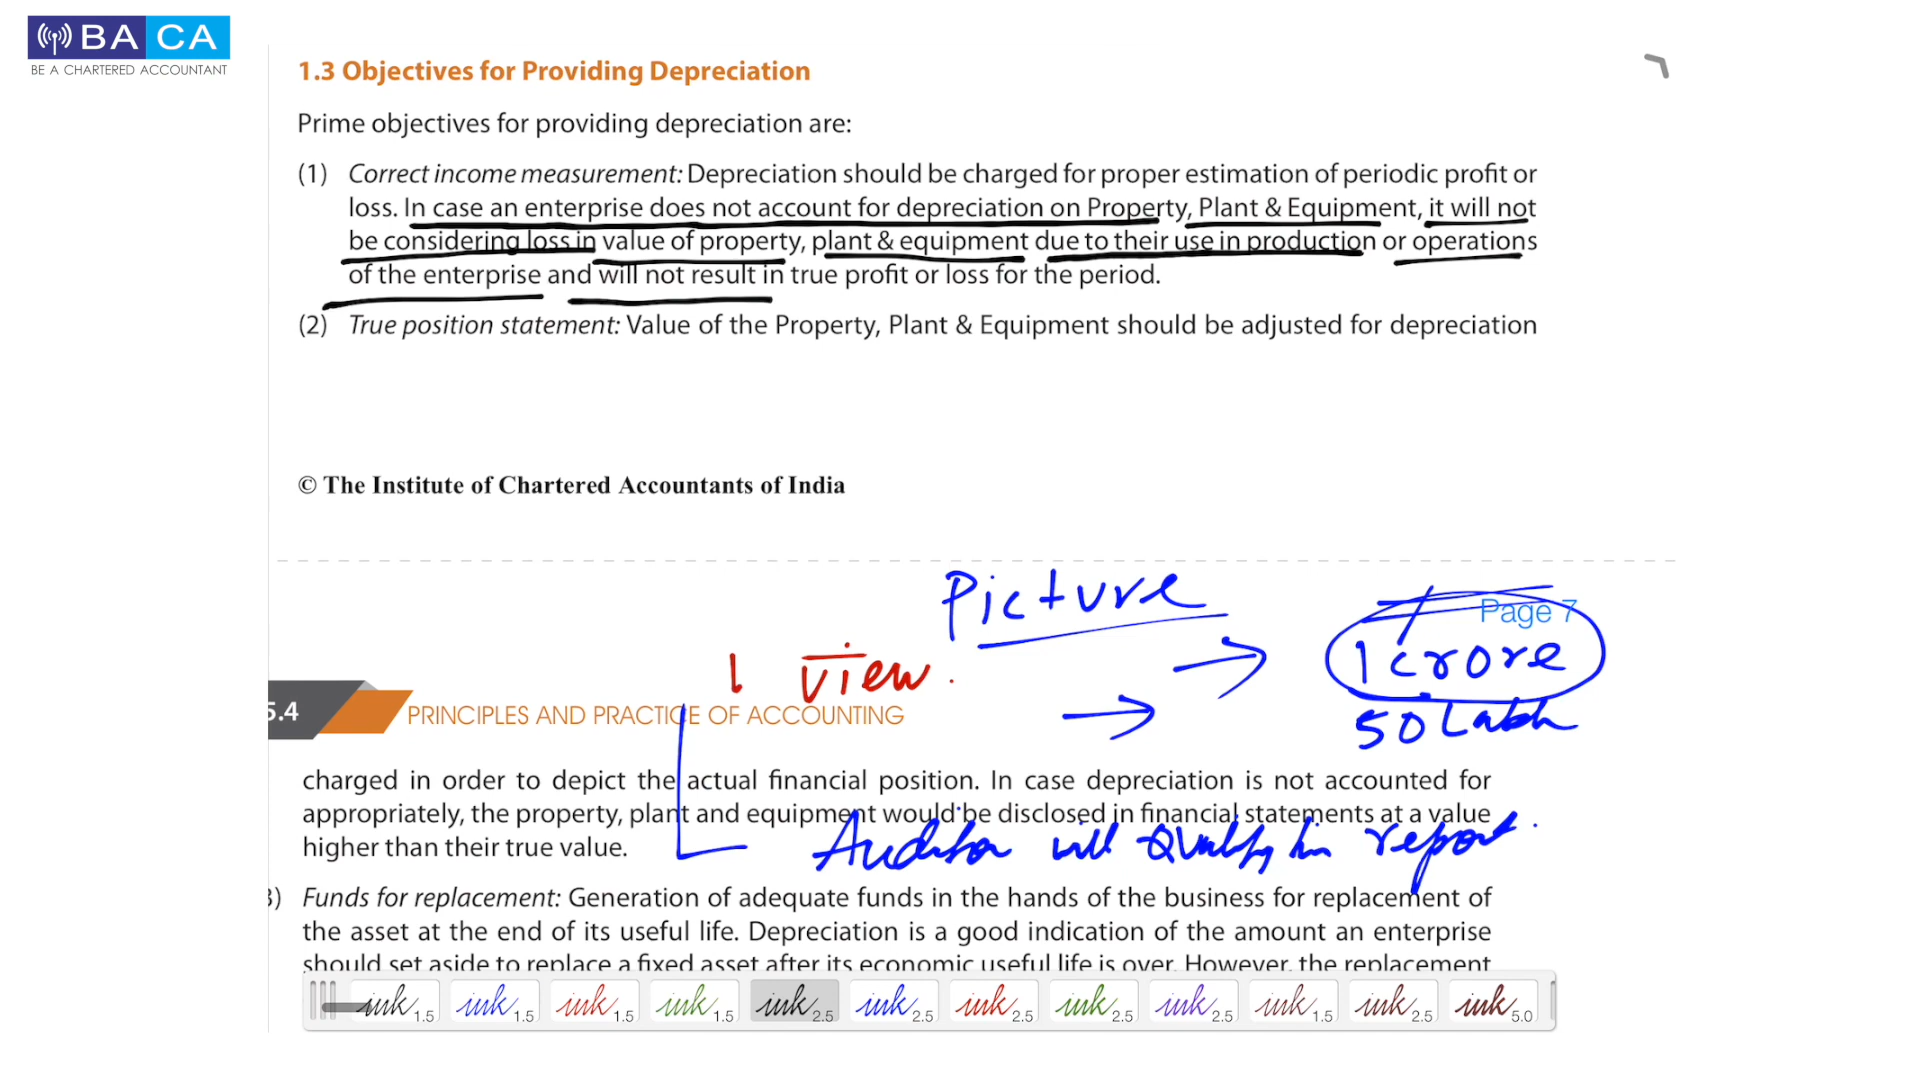 BA CA
BE A CHARTERED ACCOUNTANT
1.3 Objectives for Providing Depreciation
Prime objectives for providing depreciation are:
(1) Correct income measurement: Depreciation should be charged for proper estimation of periodic profit or
loss. In case an enterprise does not account for depreciation on Property, Plant & Equipment, it will not
be considering loss in value of property, plant & equipment due to their use in production or operations
of the enterprise and will not result in true profit or loss for the period.
(2) True position statement: Value of the Property, Plant & Equipment should be adjusted for depreciation
© The Institute of Chartered Accountants of India
Picture
Page 7
1 crore
view.
50 Lakh
5.4 PRINCIPLES AND PRACTICE OF ACCOUNTING
charged in order to depict the actual financial position. In case depreciation is not accounted for
appropriately, the property, plant and equipment would be disclosed in financial statements at a value
higher than their true value.
Auditor will Qualify his report.
3) Funds for replacement: Generation of adequate funds in the hands of the business for replacement of
the asset at the end of its useful life. Depreciation is a good indication of the amount an enterprise
should set aside to replace a fixed asset after its economic useful life is over. However, the replacement
ink 1.5 ink 1.5 ink 1.5 ink 1.5 ink 2.5 ink 2.5 ink 2.5 ink 2.5 ink 2.5 ink 1.5 ink 2.5 ink 5.0